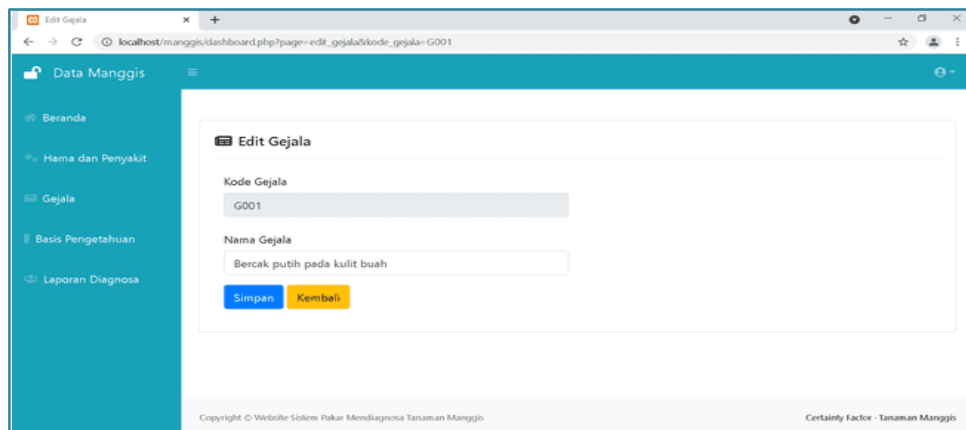 Edit Gejala
localhost/manggis/dashboard.php?page=edit_gejala&kode_gejala=G001
Data Manggis
Beranda
Hama dan Penyakit
Gejala
Basis Pengetahuan
Laporan Diagnosa
Edit Gejala
Kode Gejala
G001
Nama Gejala
Bercak putih pada kulit buah
Simpan Kembali
Copyright © Website Sistem Pakar Mendiagnosa Tanaman Manggis
Certainty Factor - Tanaman Manggis